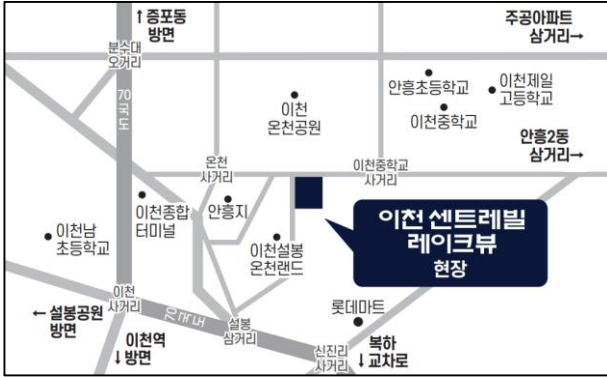 ↑증포동
방면
주공아파트
삼거리→
분수대
오거리
70국도
이천
온천공원
안흥초등학교
이천중학교
이천제일
고등학교
안흥2동
삼거리→
온천
사거리
이천중학교
사거리
이천종합
터미널
안흥지
이천남
초등학교
이천설봉
온천랜드
이천 센트레빌
레이크뷰
현장
이천
사거리
←설봉공원
방면
70국도
설봉
삼거리
롯데마트
이천역
↓방면
신진리
사거리
복하
↓교차로